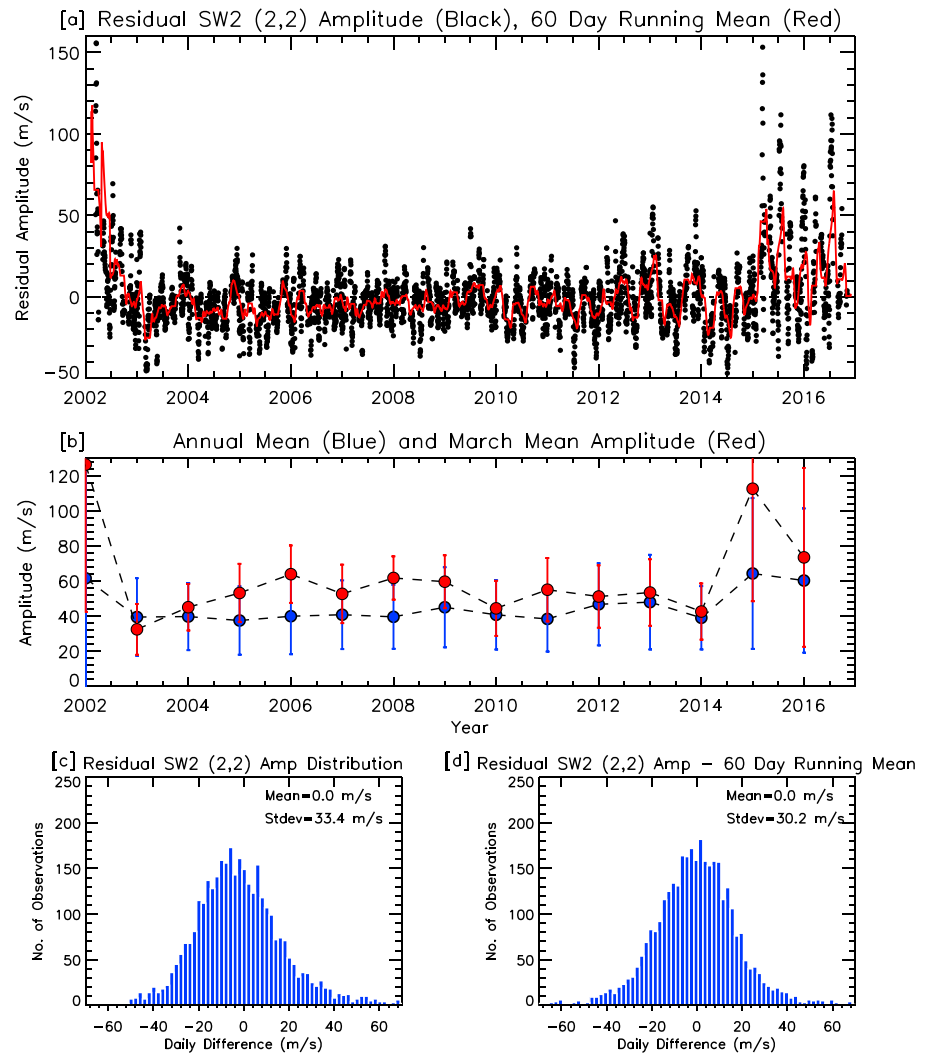 [a] Residual SW2 (2,2) Amplitude (Black), 60 Day Running Mean (Red)
150
100
50
0
−50
Residual Amplitude (m/s)
2002 2004 2006 2008 2010 2012 2014 2016
[b] Annual Mean (Blue) and March Mean Amplitude (Red)
120
100
80
60
40
20
0
Amplitude (m/s)
2002 2004 2006 2008 2010 2012 2014 2016
Year
[c] Residual SW2 (2,2) Amp Distribution
250
200
150
100
50
0
No. of Observations
Mean=0.0 m/s
Stdev=33.4 m/s
−60 −40 −20 0 20 40 60
Daily Difference (m/s)
[d] Residual SW2 (2,2) Amp − 60 Day Running Mean
250
200
150
100
50
0
No. of Observations
Mean=0.0 m/s
Stdev=30.2 m/s
−60 −40 −20 0 20 40 60
Daily Difference (m/s)